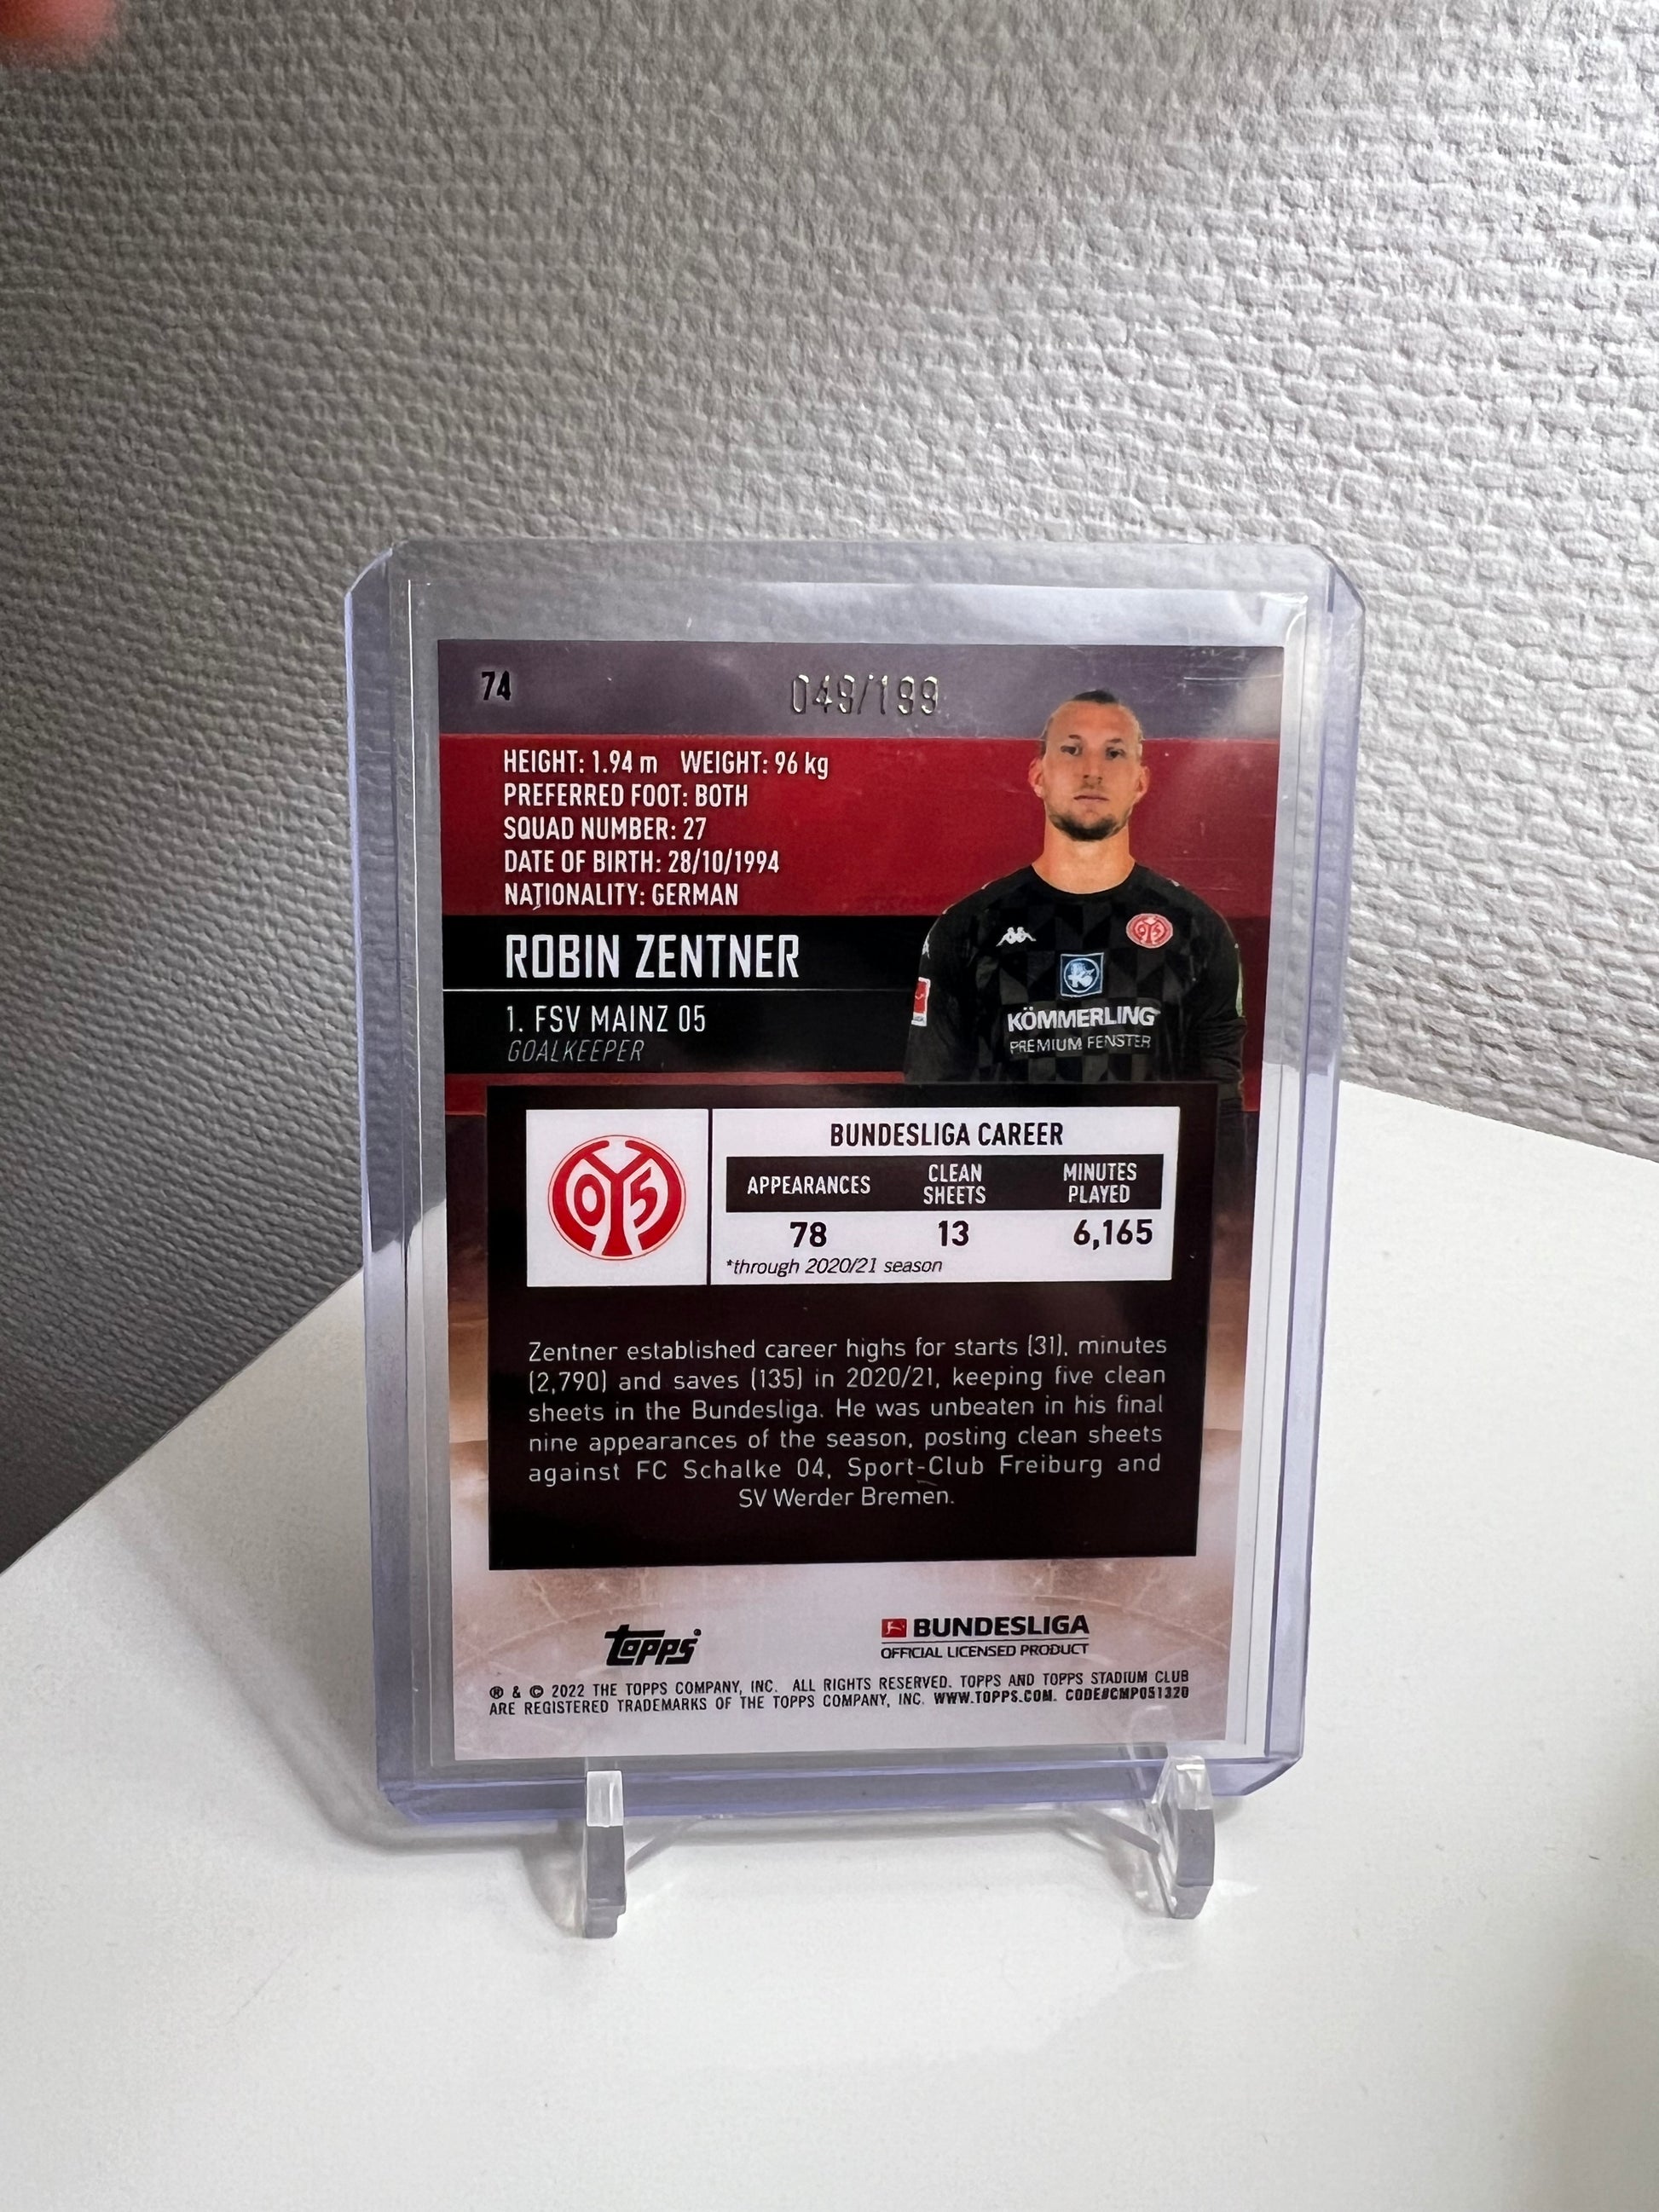 74
049/199
HEIGHT: 1.94 m WEIGHT: 96 kg
PREFERRED FOOT: BOTH
SQUAD NUMBER: 27
DATE OF BIRTH: 28/10/1994
NATIONALITY: GERMAN
ROBIN ZENTNER
1. FSV MAINZ 05
GOALKEEPER
KÖMMERLING
PREMIUM FENSTER
05
BUNDESLIGA CAREER
APPEARANCES CLEAN SHEETS MINUTES PLAYED
78 13 6,165
*through 2020/21 season
Zentner established career highs for starts (31), minutes
(2,790) and saves (135) in 2020/21, keeping five clean
sheets in the Bundesliga. He was unbeaten in his final
nine appearances of the season, posting clean sheets
against FC Schalke 04, Sport-Club Freiburg and
SV Werder Bremen.
topps
BUNDESLIGA
OFFICIAL LICENSED PRODUCT
® & © 2022 THE TOPPS COMPANY, INC. ALL RIGHTS RESERVED. TOPPS AND TOPPS STADIUM CLUB
ARE REGISTERED TRADEMARKS OF THE TOPPS COMPANY, INC. WWW.TOPPS.COM. CODE#CMP051320